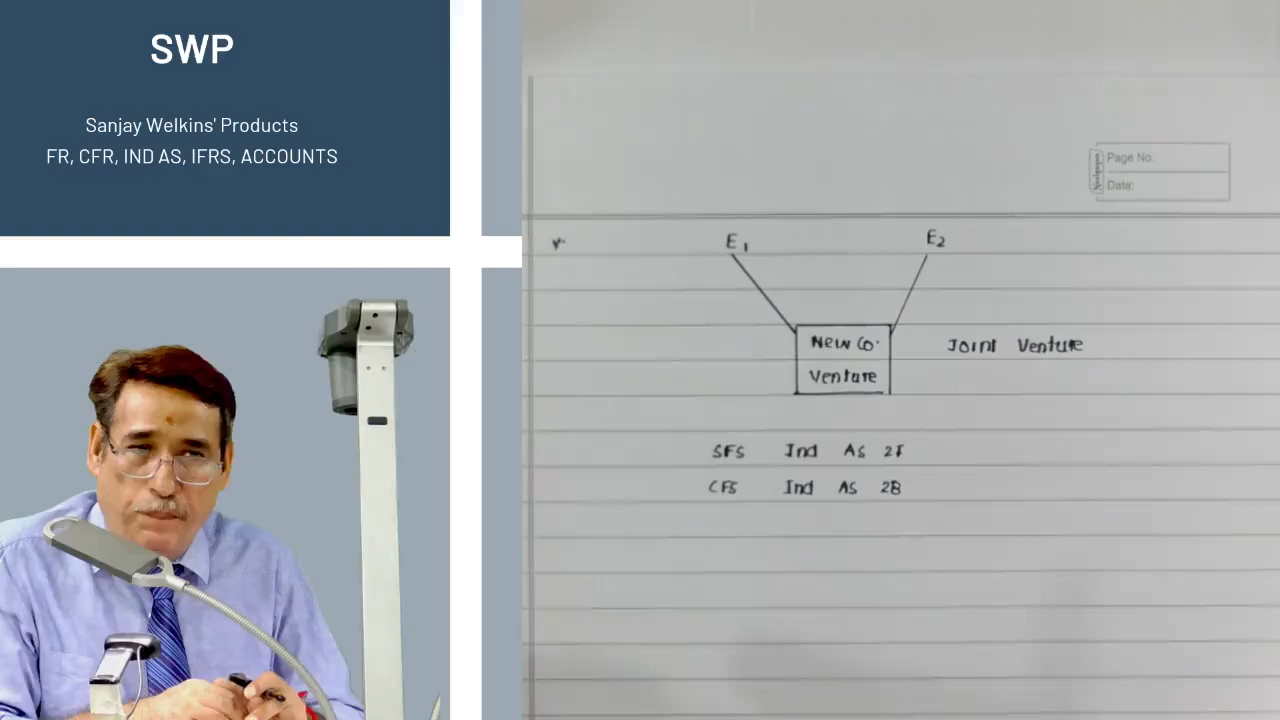 SWP
Sanjay Welkins' Products
FR, CFR, IND AS, IFRS, ACCOUNTS
Page No.
Date:
E1 E2
New Co. Joint Venture
Venture
SFS Ind As 27
CFS Ind As 28